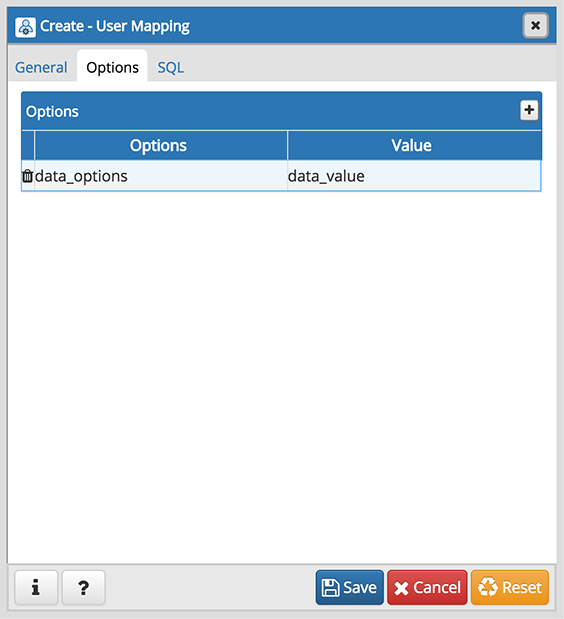 Create - User Mapping
General Options SQL
Options
Options Value
data_options data_value
i ? Save Cancel Reset